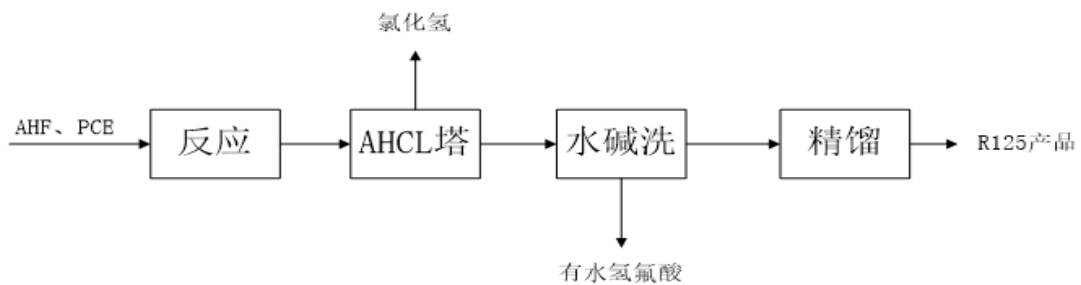 氯化氢
AHF、PCE
反应
AHCL塔
水碱洗
精馏
R125产品
有水氢氟酸